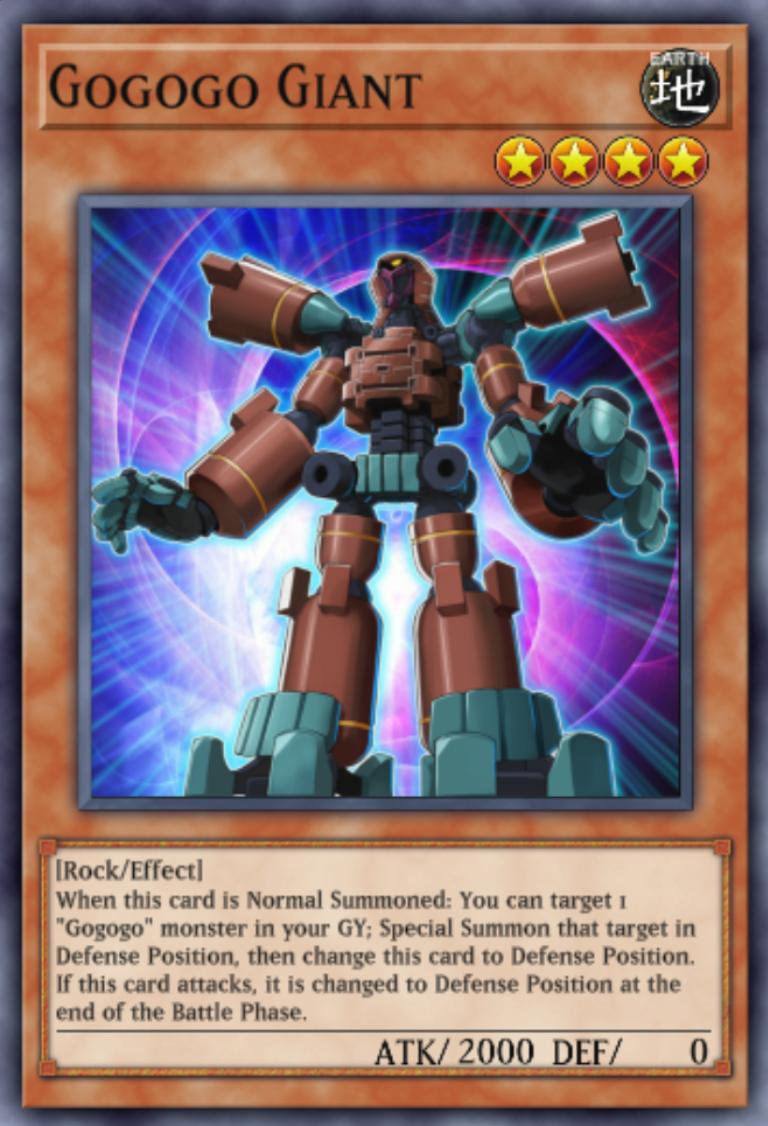 Gogogo Giant
EARTH
地
[Rock/Effect]
When this card is Normal Summoned: You can target 1
"Gogogo" monster in your GY; Special Summon that target in
Defense Position, then change this card to Defense Position.
If this card attacks, it is changed to Defense Position at the
end of the Battle Phase.
ATK/ 2000 DEF/ 0